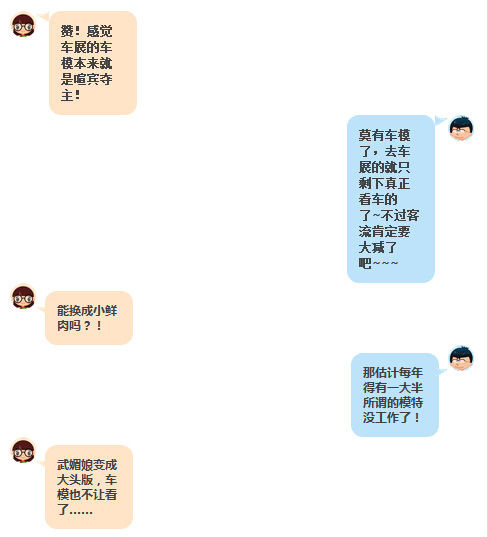 赞！感觉
车展的车
模本来就
是喧宾夺
主！
莫有车模
了，去车
展的就只
剩下真正
看车的
了~不过客
流肯定要
大减了
吧~~~
能换成小鲜
肉吗？！
那估计每年
得有一大半
所谓的模特
没工作了！
武媚娘变成
大头版，车
模也不让看
了……